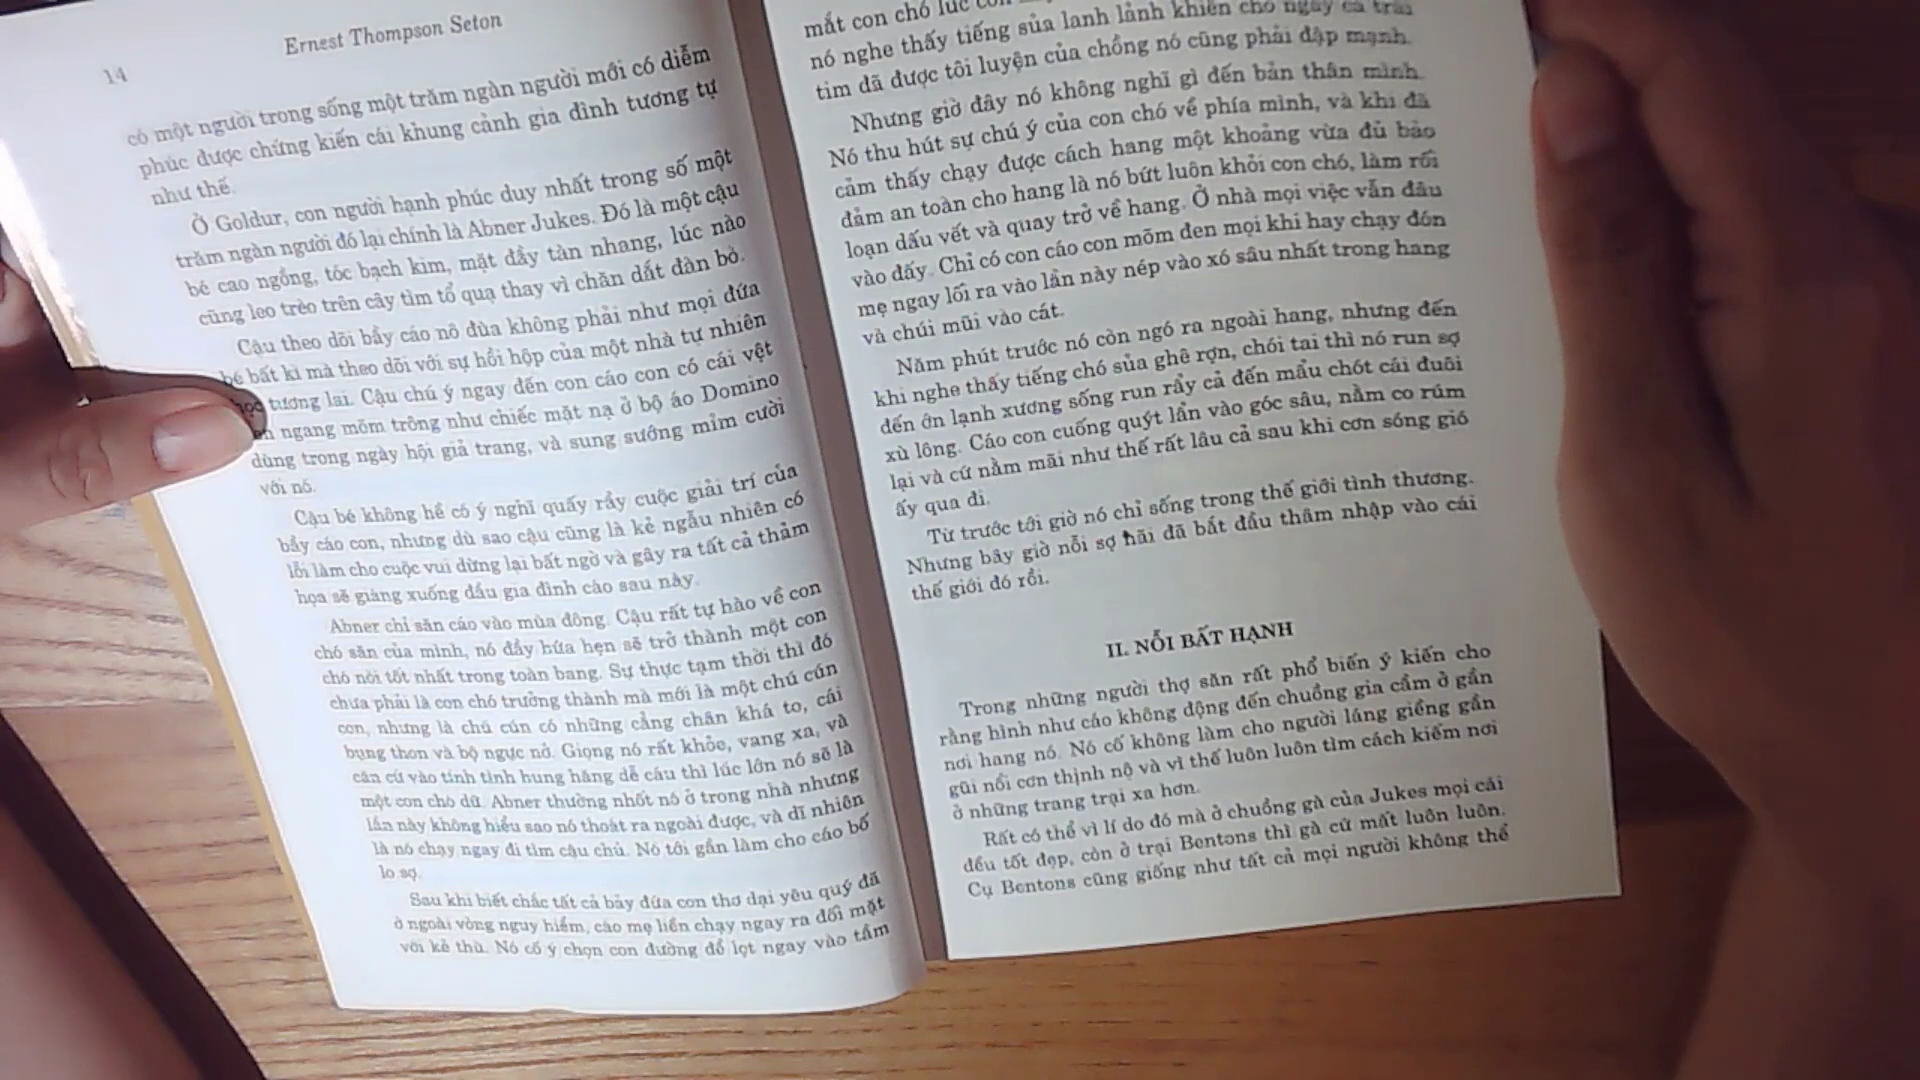 14
Ernest Thompson Seton
có một người trong sống một trăm ngàn người mới có diễm
phúc được chứng kiến cái khung cảnh gia đình tương tự
như thế.
Ở Goldur, con người hạnh phúc duy nhất trong số một
trăm ngàn người đó lại chính là Abner Jukes. Đó là một cậu
bé cao ngồng, tóc bạch kim, mặt đầy tàn nhang, lúc nào
cũng leo trèo trên cây tìm tổ quạ thay vì chăn dắt đàn bò.
Cậu theo dõi bầy cáo nô đùa không phải như mọi đứa
bé bất kì mà theo dõi với sự hồi hộp của một nhà tự nhiên
học tương lai. Cậu chú ý ngay đến con cáo con có cái vệt
ngang mõm trông như chiếc mặt nạ ở bộ áo Domino
dùng trong ngày hội giả trang, và sung sướng mỉm cười
với nó.
Cậu bé không hề có ý nghĩ quấy rầy cuộc giải trí của
bầy cáo con, nhưng dù sao cậu cũng là kẻ ngẫu nhiên có
lỗi làm cho cuộc vui dừng lại bất ngờ và gây ra tất cả thảm
họa sẽ giáng xuống đầu gia đình cáo sau này.
Abner chỉ săn cáo vào mùa đông. Cậu rất tự hào về con
chó săn của mình, nó đầy hứa hẹn sẽ trở thành một con
chó nòi tốt nhất trong toàn bang. Sự thực tạm thời thì đó
chưa phải là con chó trưởng thành mà mới là một chú cún
con, nhưng là chú cún có những cẳng chân khá to, cái
bụng thon và bộ ngực nở. Giọng nó rất khỏe, vang xa, và
căn cứ vào tính tình hung hăng dễ cáu thì lúc lớn nó sẽ là
một con chó dữ. Abner thường nhốt nó ở trong nhà nhưng
lần này không hiểu sao nó thoát ra ngoài được, và dĩ nhiên
là nó chạy ngay đi tìm cậu chủ. Nó tới gần làm cho cáo bố
lo sợ.
Sau khi biết chắc tất cả bảy đứa con thơ dại yêu quý đã
ở ngoài vòng nguy hiểm, cáo mẹ liền chạy ngay ra đối mặt
với kẻ thù. Nó cố ý chọn con đường để lọt ngay vào tầm
mắt con chó lúc
nó nghe thấy tiếng sủa lanh lảnh khiến cho ngay cả trái
tim đã được tôi luyện của chồng nó cũng phải đập mạnh.
Nhưng giờ đây nó không nghĩ gì đến bản thân mình.
Nó thu hút sự chú ý của con chó về phía mình, và khi đã
cảm thấy chạy được cách hang một khoảng vừa đủ bảo
đảm an toàn cho hang là nó bứt luôn khỏi con chó, làm rối
loạn dấu vết và quay trở về hang. Ở nhà mọi việc vẫn đâu
vào đấy. Chỉ có con cáo con mõm đen mọi khi hay chạy đón
mẹ ngay lối ra vào lần này nép vào xó sâu nhất trong hang
và chúi mũi vào cát.
Năm phút trước nó còn ngó ra ngoài hang, nhưng đến
khi nghe thấy tiếng chó sủa ghê rợn, chói tai thì nó run sợ
đến ớn lạnh xương sống run rẩy cả đến mẩu chót cái đuôi
xù lông. Cáo con cuống quýt lẩn vào góc sâu, nằm co rúm
lại và cứ nằm mãi như thế rất lâu cả sau khi cơn sóng gió
ấy qua đi.
Từ trước tới giờ nó chỉ sống trong thế giới tình thương.
Nhưng bây giờ nỗi sợ hãi đã bắt đầu thâm nhập vào cái
thế giới đó rồi.
II. NỖI BẤT HẠNH
Trong những người thợ săn rất phổ biến ý kiến cho
rằng hình như cáo không động đến chuồng gia cầm ở gần
nơi hang nó. Nó cố không làm cho người láng giềng gần
gũi nổi cơn thịnh nộ và vì thế luôn luôn tìm cách kiếm nơi
ở những trang trại xa hơn.
Rất có thể vì lí do đó mà ở chuồng gà của Jukes mọi cái
đều tốt đẹp, còn ở trại Bentons thì gà cứ mất luôn luôn.
Cụ Bentons cũng giống như tất cả mọi người không thể